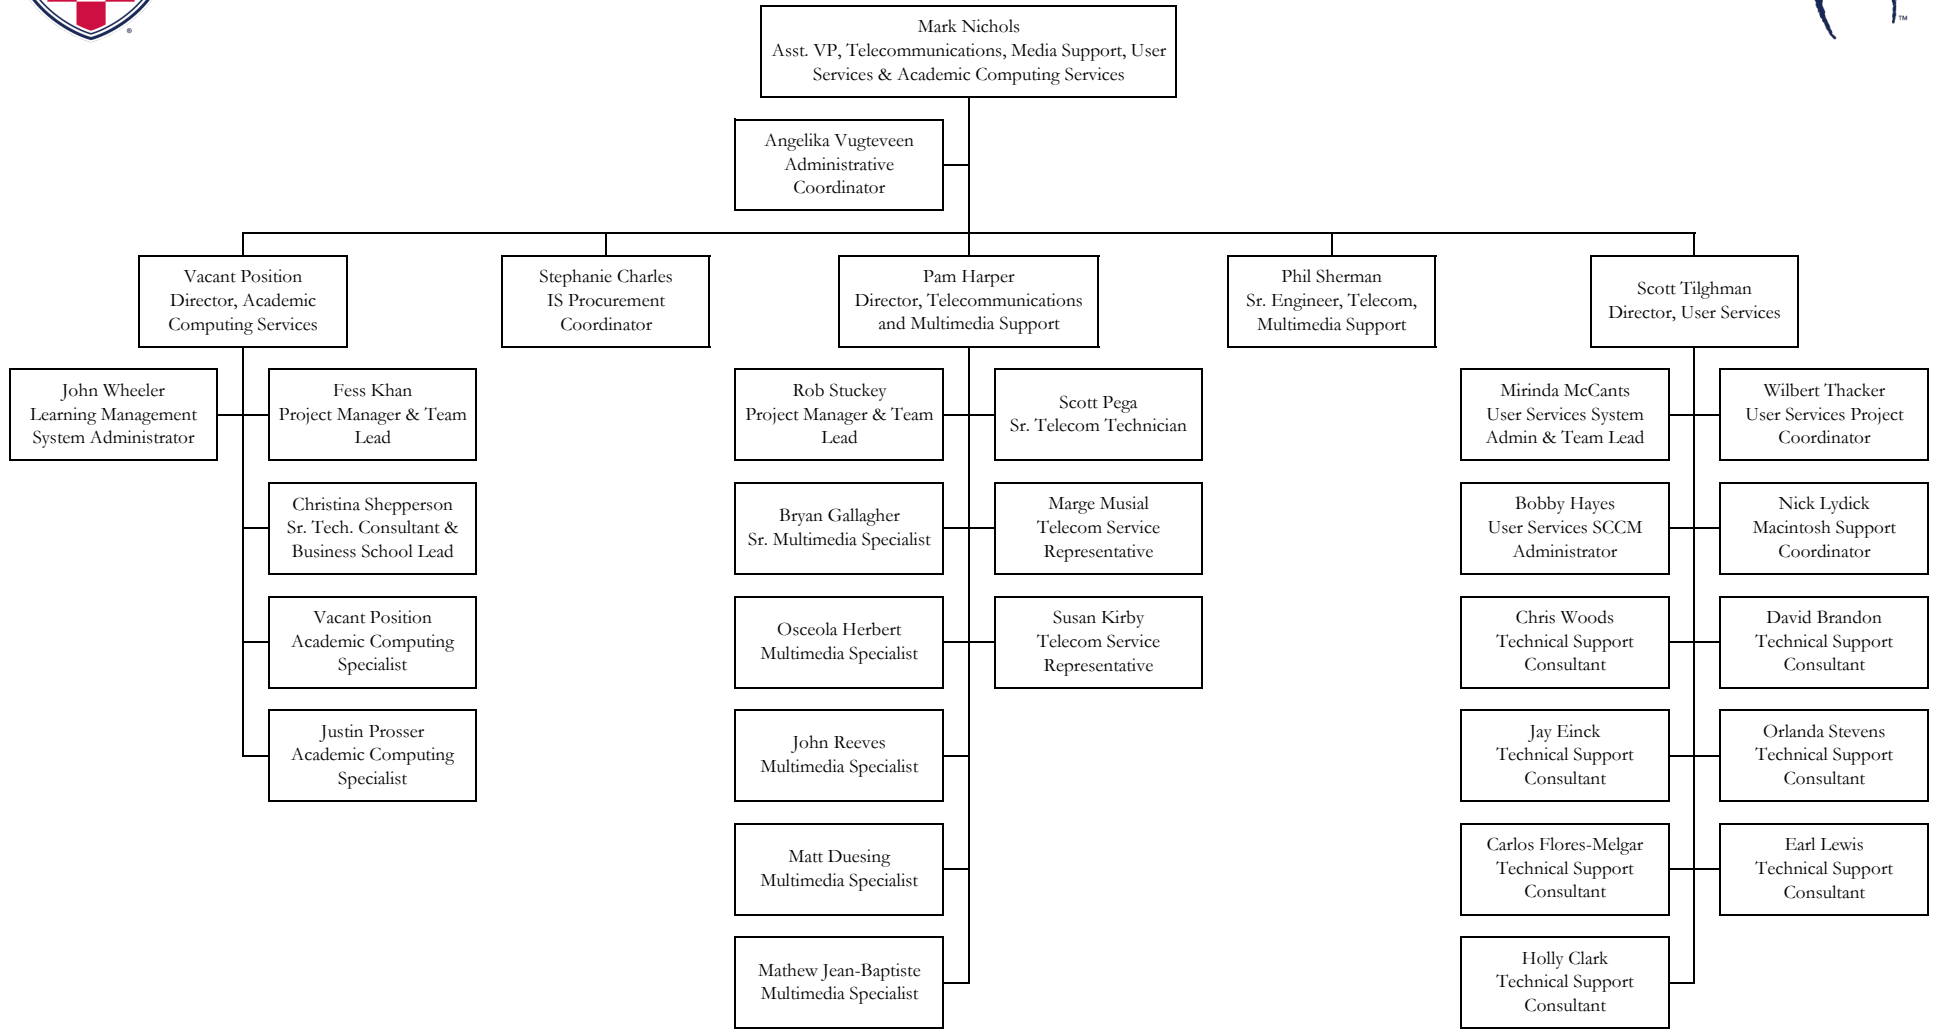 ®
TM
Mark Nichols
Asst. VP, Telecommunications, Media Support, User
Services & Academic Computing Services
Angelika Vugteveen
Administrative
Coordinator
Vacant Position
Director, Academic
Computing Services
Stephanie Charles
IS Procurement
Coordinator
Pam Harper
Director, Telecommunications
and Multimedia Support
Phil Sherman
Sr. Engineer, Telecom,
Multimedia Support
Scott Tilghman
Director, User Services
John Wheeler
Learning Management
System Administrator
Fess Khan
Project Manager & Team
Lead
Christina Shepperson
Sr. Tech. Consultant &
Business School Lead
Vacant Position
Academic Computing
Specialist
Justin Prosser
Academic Computing
Specialist
Rob Stuckey
Project Manager & Team
Lead
Scott Pega
Sr. Telecom Technician
Bryan Gallagher
Sr. Multimedia Specialist
Marge Musial
Telecom Service
Representative
Osceola Herbert
Multimedia Specialist
Susan Kirby
Telecom Service
Representative
John Reeves
Multimedia Specialist
Matt Duesing
Multimedia Specialist
Mathew Jean-Baptiste
Multimedia Specialist
Mirinda McCants
User Services System
Admin & Team Lead
Wilbert Thacker
User Services Project
Coordinator
Bobby Hayes
User Services SCCM
Administrator
Nick Lydick
Macintosh Support
Coordinator
Chris Woods
Technical Support
Consultant
David Brandon
Technical Support
Consultant
Jay Einck
Technical Support
Consultant
Orlanda Stevens
Technical Support
Consultant
Carlos Flores-Melgar
Technical Support
Consultant
Earl Lewis
Technical Support
Consultant
Holly Clark
Technical Support
Consultant